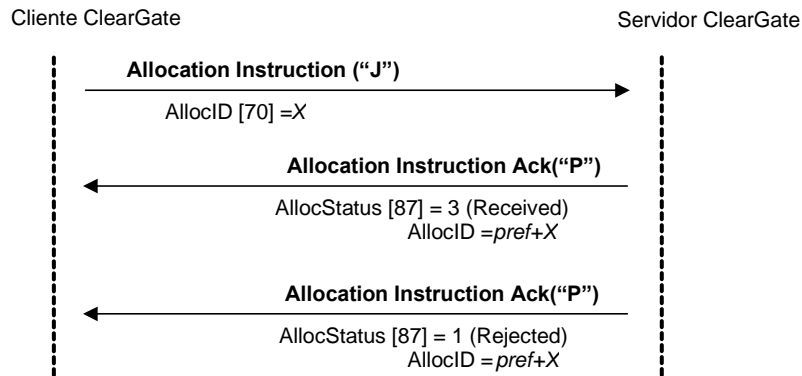 Cliente ClearGate
Servidor ClearGate
Allocation Instruction (“J”)
AllocID [70] =X
Allocation Instruction Ack(“P”)
AllocStatus [87] = 3 (Received)
AllocID =pref+X
Allocation Instruction Ack(“P”)
AllocStatus [87] = 1 (Rejected)
AllocID =pref+X